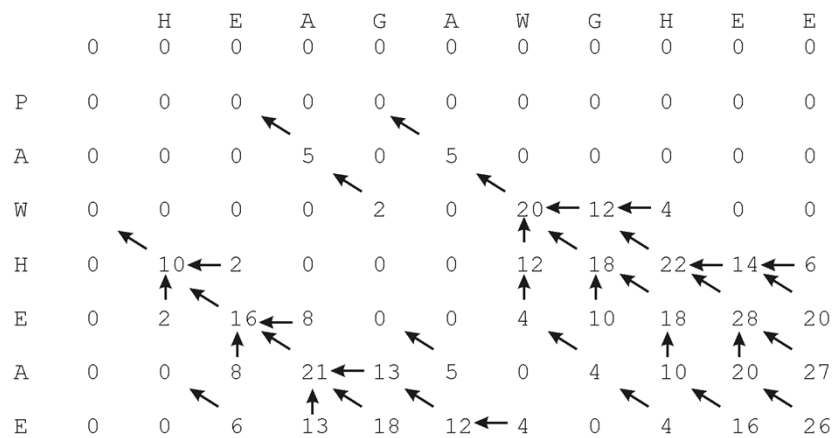 H E A G A W G H E E
0 0 0 0 0 0 0 0 0 0 0
P 0 0 0 0 0 0 0 0 0 0 0
A 0 0 0 5 0 5 0 0 0 0 0
W 0 0 0 0 2 0 20 12 4 0 0
H 0 10 2 0 0 0 12 18 22 14 6
E 0 2 16 8 0 0 4 10 18 28 20
A 0 0 8 21 13 5 0 4 10 20 27
E 0 0 6 13 18 12 4 0 4 16 26